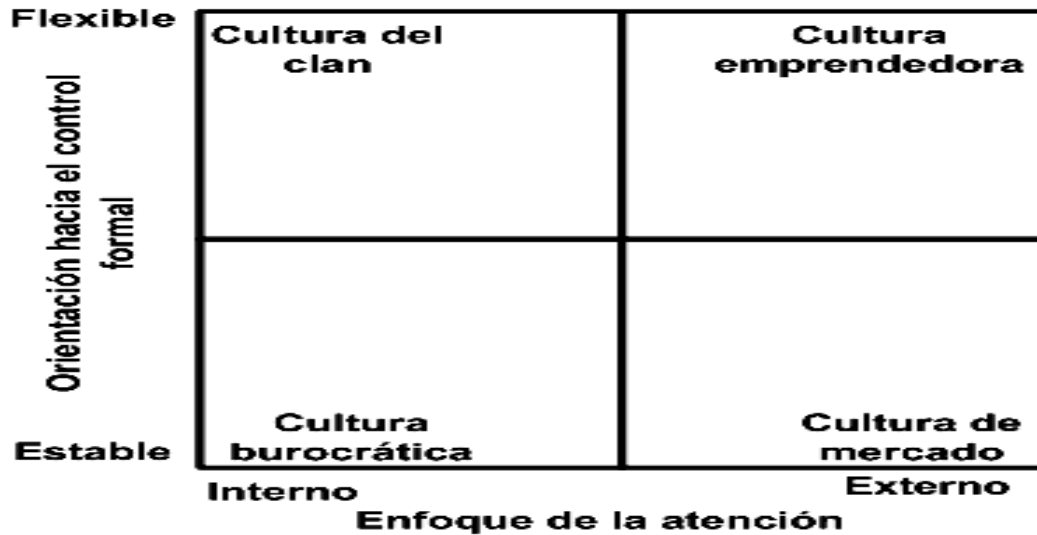 Flexible
Cultura del
clan
Cultura
emprendedora
Orientación hacia el control
formal
Cultura
burocrática
Cultura de
mercado
Estable
Interno
Externo
Enfoque de la atención